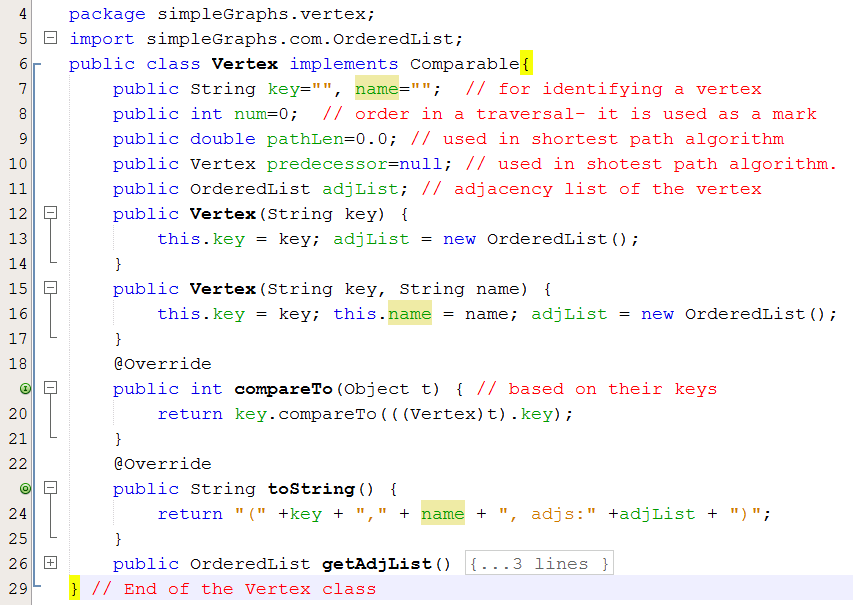 4 package simpleGraphs.vertex;
5 import simpleGraphs.com.OrderedList;
6 public class Vertex implements Comparable{
7 public String key="", name=""; // for identifying a vertex
8 public int num=0; // order in a traversal- it is used as a mark
9 public double pathLen=0.0; // used in shortest path algorithm
10 public Vertex predecessor=null; // used in shotest path algorithm.
11 public OrderedList adjList; // adjacency list of the vertex
12 public Vertex(String key) {
13 this.key = key; adjList = new OrderedList();
14 }
15 public Vertex(String key, String name) {
16 this.key = key; this.name = name; adjList = new OrderedList();
17 }
18 @Override
public int compareTo(Object t) { // based on their keys
20 return key.compareTo(((Vertex)t).key);
21 }
22 @Override
public String toString() {
24 return "(" +key + "," + name + ", adjs:" +adjList + ")";
25 }
26 public OrderedList getAdjList() {...3 lines }
29 } // End of the Vertex class